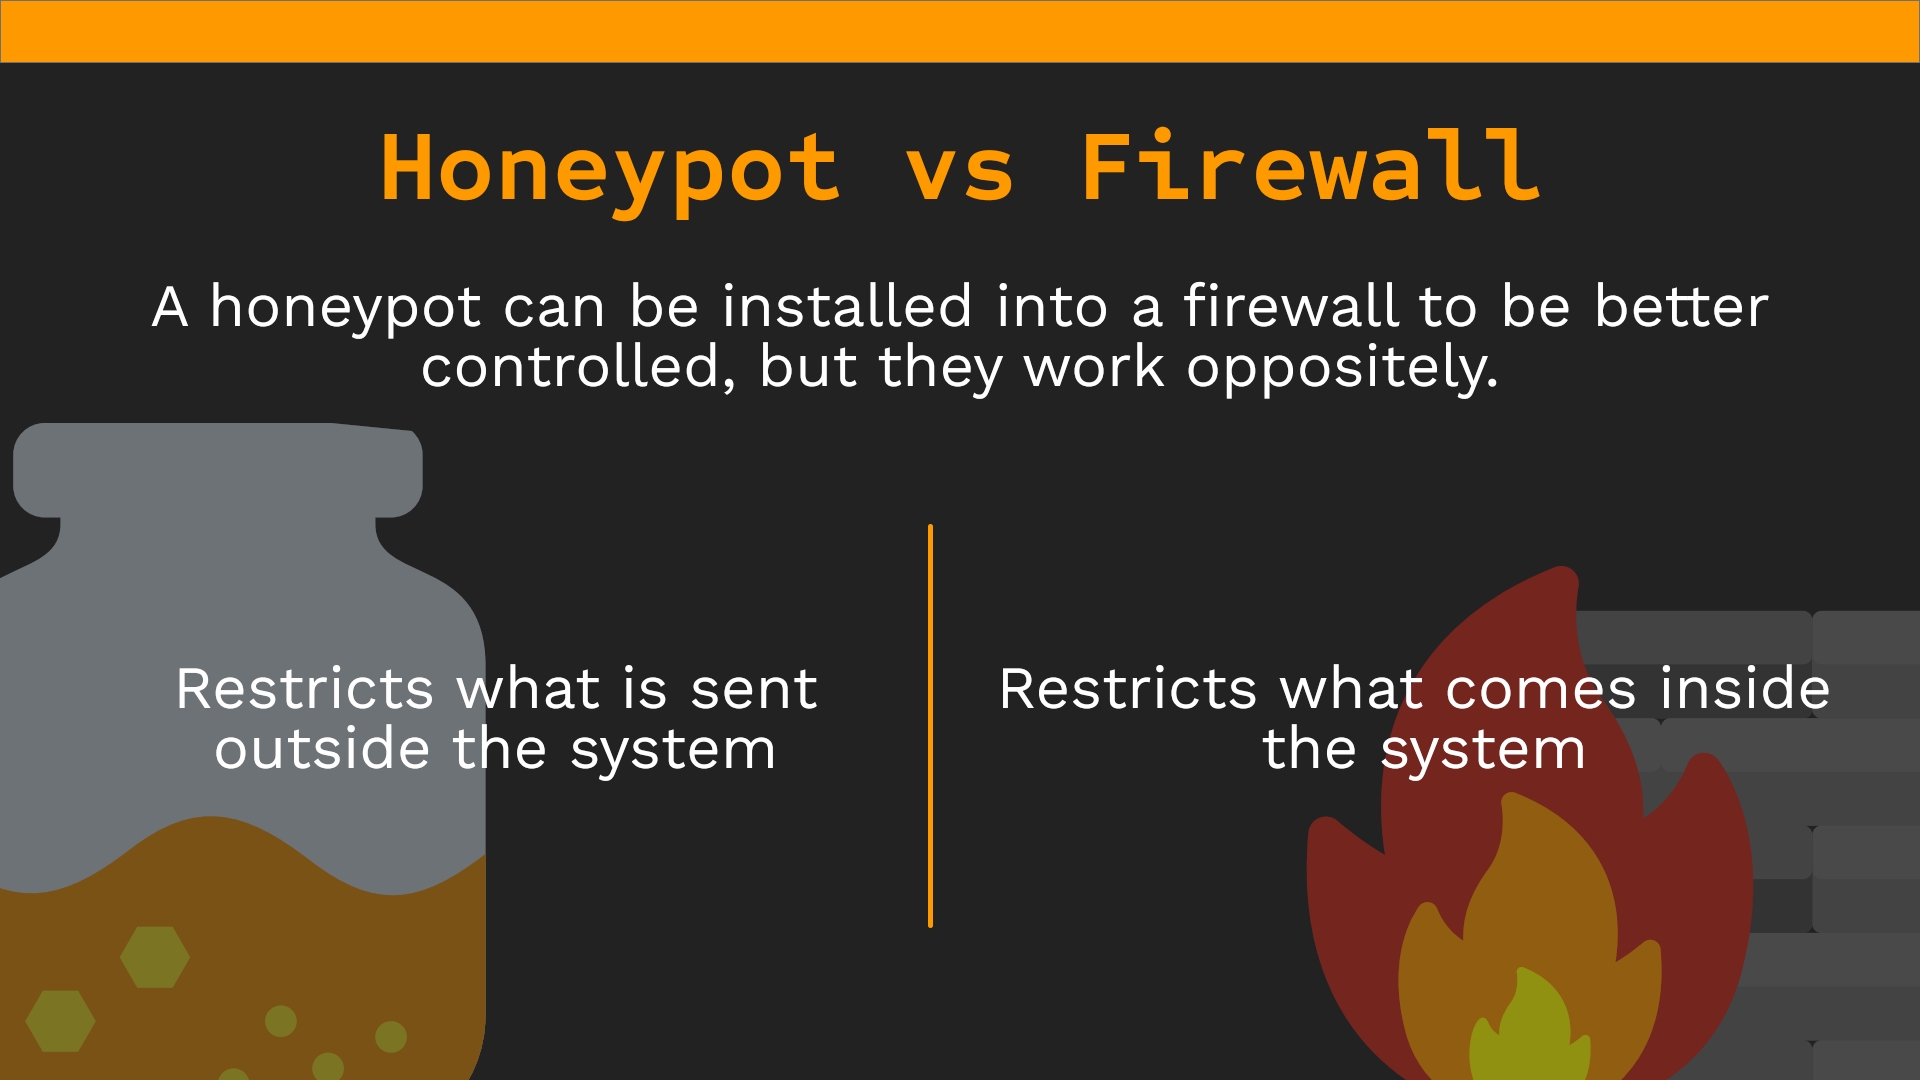 Honeypot vs Firewall
A honeypot can be installed into a firewall to be better
controlled, but they work oppositely.
Restricts what is sent
outside the system
Restricts what comes inside
the system